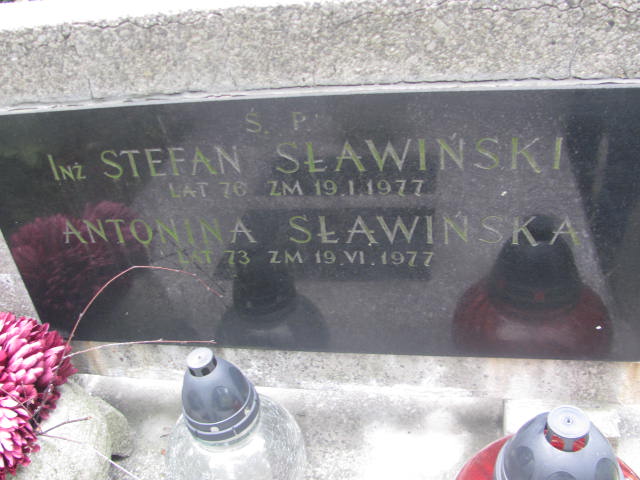 Ś. P.
INŻ STEFAN SŁAWIŃSKI
LAT 76 ZM 19.I.1977
ANTONINA SŁAWIŃSKA
LAT 73 ZM 19.VI.1977